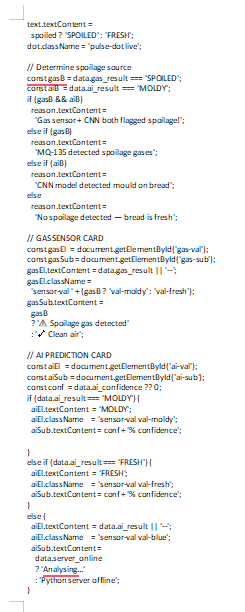 text.textContent =
spoiled ? 'SPOILED' : 'FRESH';
dot.className = 'pulse-dot live';
// Determine spoilage source
const gasB = data.gas_result === 'SPOILED';
const aiB = data.ai_result === 'MOLDY';
if (gasB && aiB)
reason.textContent =
'Gas sensor + CNN both flagged spoilage!';
else if (gasB)
reason.textContent =
'MQ-135 detected spoilage gases';
else if (aiB)
reason.textContent =
'CNN model detected mould on bread';
else
reason.textContent =
'No spoilage detected — bread is fresh';
// GAS SENSOR CARD
const gasEl = document.getElementById('gas-val');
const gasSub = document.getElementById('gas-sub');
gasEl.textContent = data.gas_result || '--';
gasEl.className =
'sensor-val ' + (gasB ? 'val-moldy' : 'val-fresh');
gasSub.textContent =
gasB
? '⚠ Spoilage gas detected'
: '✓ Clean air';
// AI PREDICTION CARD
const aiEl = document.getElementById('ai-val');
const aiSub = document.getElementById('ai-sub');
const conf = data.ai_confidence ?? 0;
if (data.ai_result === 'MOLDY') {
aiEl.textContent = 'MOLDY';
aiEl.className = 'sensor-val val-moldy';
aiSub.textContent = conf + '% confidence';
}
else if (data.ai_result === 'FRESH') {
aiEl.textContent = 'FRESH';
aiEl.className = 'sensor-val val-fresh';
aiSub.textContent = conf + '% confidence';
}
else {
aiEl.textContent = data.ai_result || '--';
aiEl.className = 'sensor-val val-blue';
aiSub.textContent =
data.server_online
? 'Analysing...'
: 'Python server offline';
}